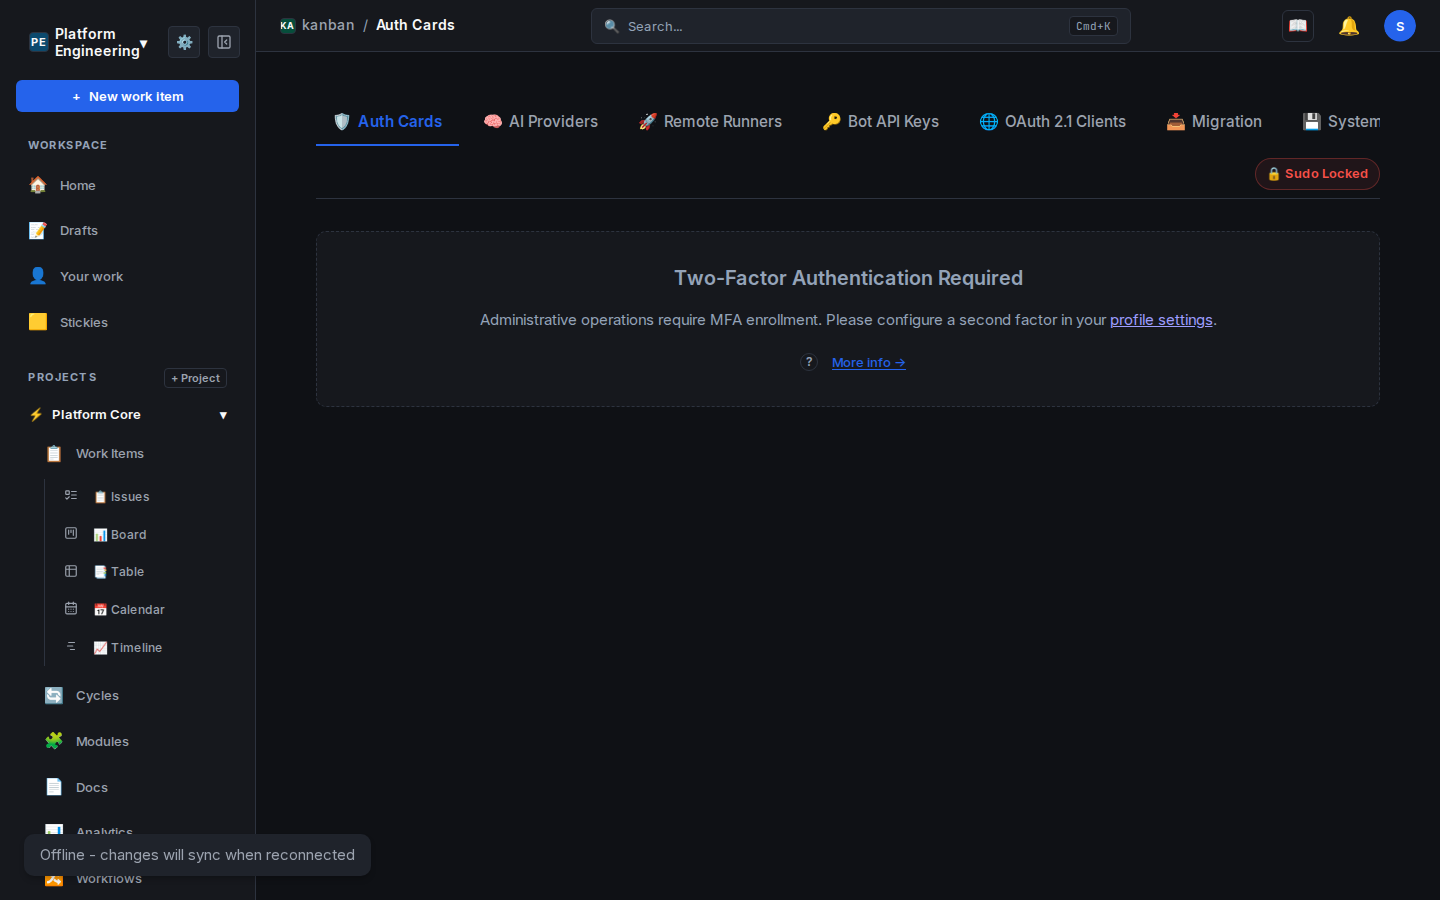 PE Platform Engineering ▾
+ New work item
WORKSPACE
Home
Drafts
Your work
Stickies
PROJECTS + Project
Platform Core ▾
Work Items
Issues
Board
Table
Calendar
Timeline
Cycles
Modules
Docs
Analytics
Workflows
Offline - changes will sync when reconnected
KA kanban / Auth Cards
Search... Cmd+K
S
Auth Cards AI Providers Remote Runners Bot API Keys OAuth 2.1 Clients Migration System
Sudo Locked
Two-Factor Authentication Required
Administrative operations require MFA enrollment. Please configure a second factor in your profile settings.
? More info →